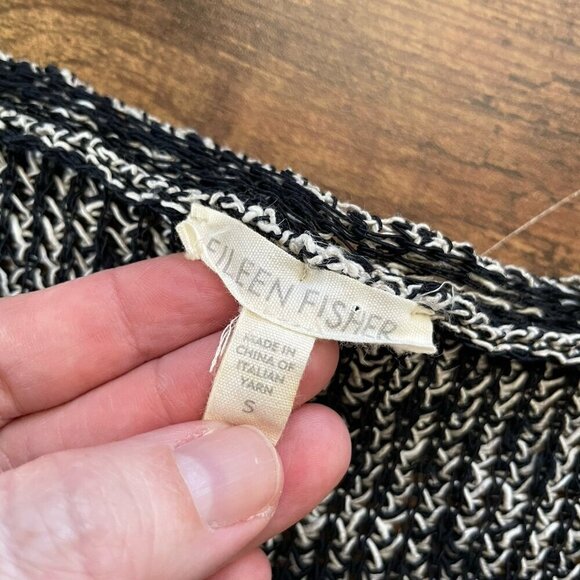 EILEEN FISHER
MADE IN
CHINA OF
ITALIAN
YARN
S